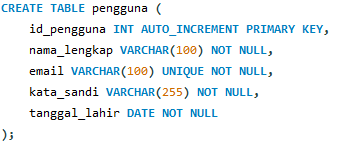 CREATE TABLE pengguna (
    id_pengguna INT AUTO_INCREMENT PRIMARY KEY,
    nama_lengkap VARCHAR(100) NOT NULL,
    email VARCHAR(100) UNIQUE NOT NULL,
    kata_sandi VARCHAR(255) NOT NULL,
    tanggal_lahir DATE NOT NULL
);